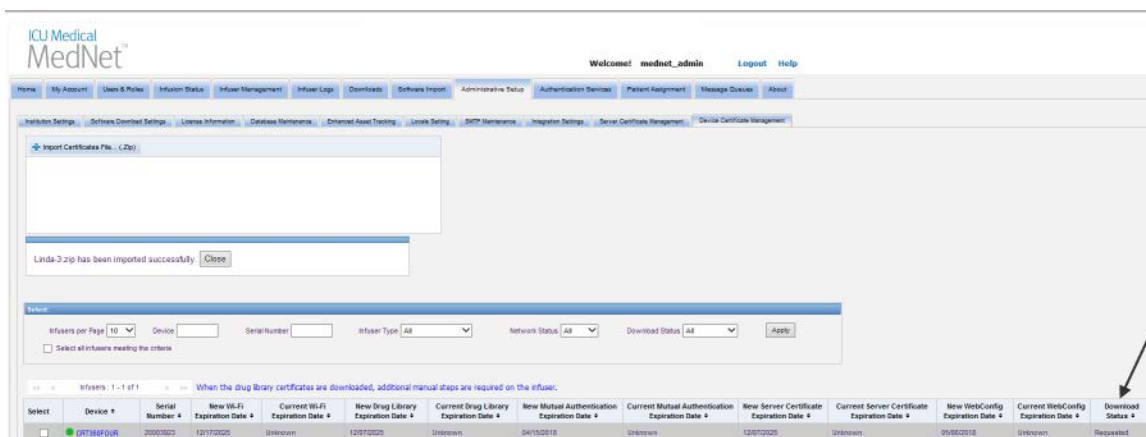 ICU Medical
MedNet™
Welcome! mednet_admin Logout Help
Home My Account Users & Roles Infusion Status Infuser Management Infuser Logs Downloads Software Import Administrative Setup Authentication Services Patient Assignment Message Queues About
Institution Settings Software Download Settings License Information Database Maintenance Enhanced Asset Tracking Locale Setting SMTP Maintenance Integration Settings Server Certificate Management Device Certificate Management
Import Certificates File... (.Zip)
Linda-3.zip has been imported successfully. Close
Select:
Infusers per Page 10 Device Serial Number Infuser Type All Network Status All Download Status All Apply
Select all infusers meeting the criteria
Infusers : 1 - 1 of 1 When the drug library certificates are downloaded, additional manual steps are required on the infuser.
Select Device Serial Number New Wi-Fi Expiration Date Current Wi-Fi Expiration Date New Drug Library Expiration Date Current Drug Library Expiration Date New Mutual Authentication Expiration Date Current Mutual Authentication Expiration Date New Server Certificate Expiration Date Current Server Certificate Expiration Date New WebConfig Expiration Date Current WebConfig Expiration Date Download Status
12/17/2025 Unknown 12/07/2025 Unknown 04/15/2018 Unknown 12/07/2025 Unknown 05/06/2018 Unknown Requested